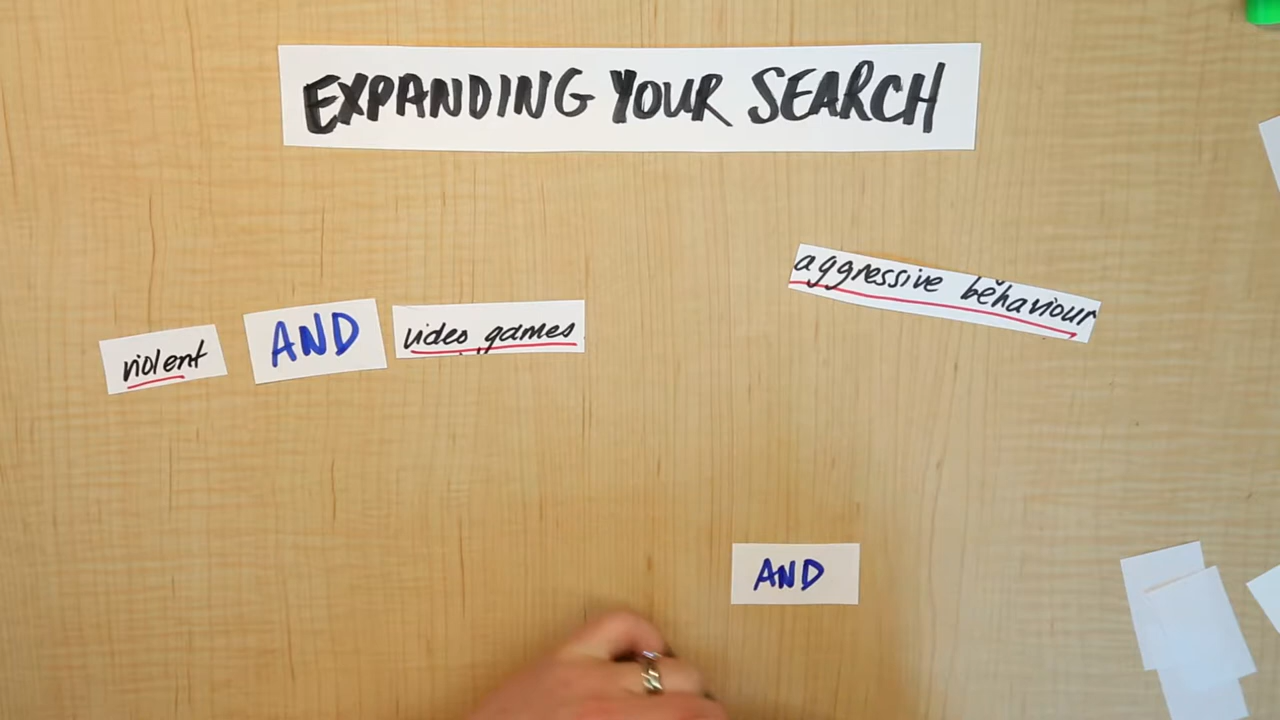 EXPANDING YOUR SEARCH
violent AND video games
aggressive behaviour
AND